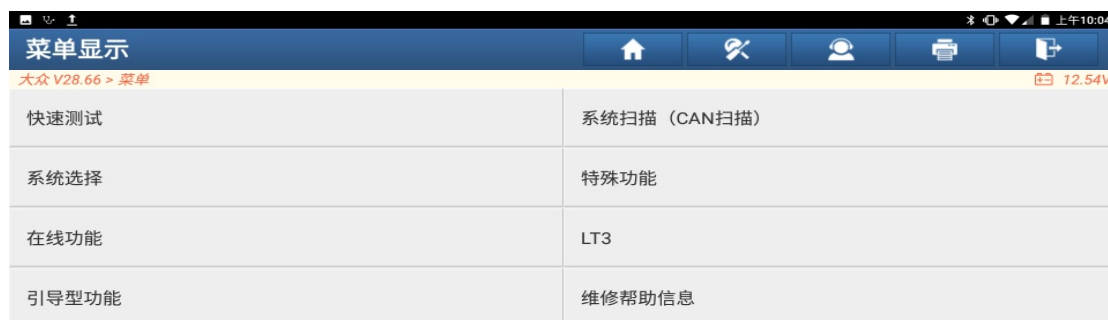 上午10:04
菜单显示
大众 V28.66 > 菜单
12.54V
快速测试
系统扫描（CAN扫描）
系统选择
特殊功能
在线功能
LT3
引导型功能
维修帮助信息